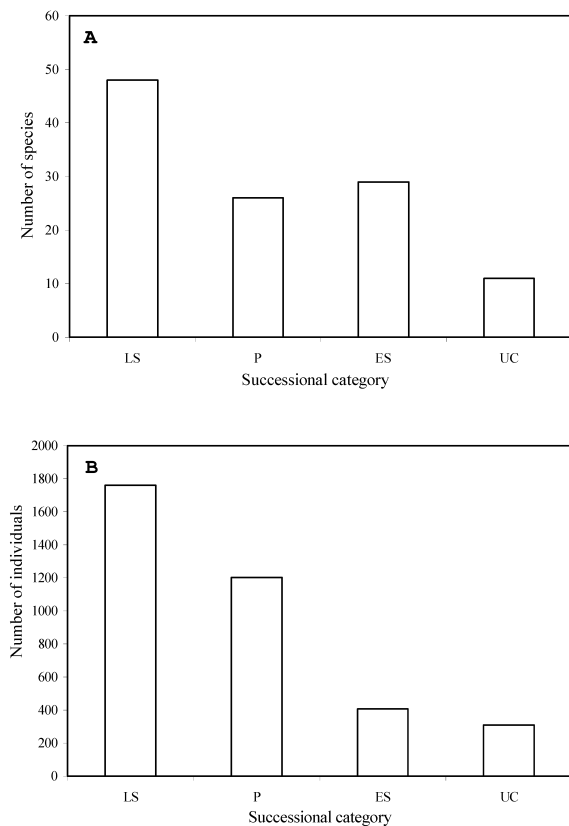 A
60
50
40
30
20
10
0
Number of species
LS P ES UC
Successional category
B
2000
1800
1600
1400
1200
1000
800
600
400
200
0
Number of individuals
LS P ES UC
Successional category